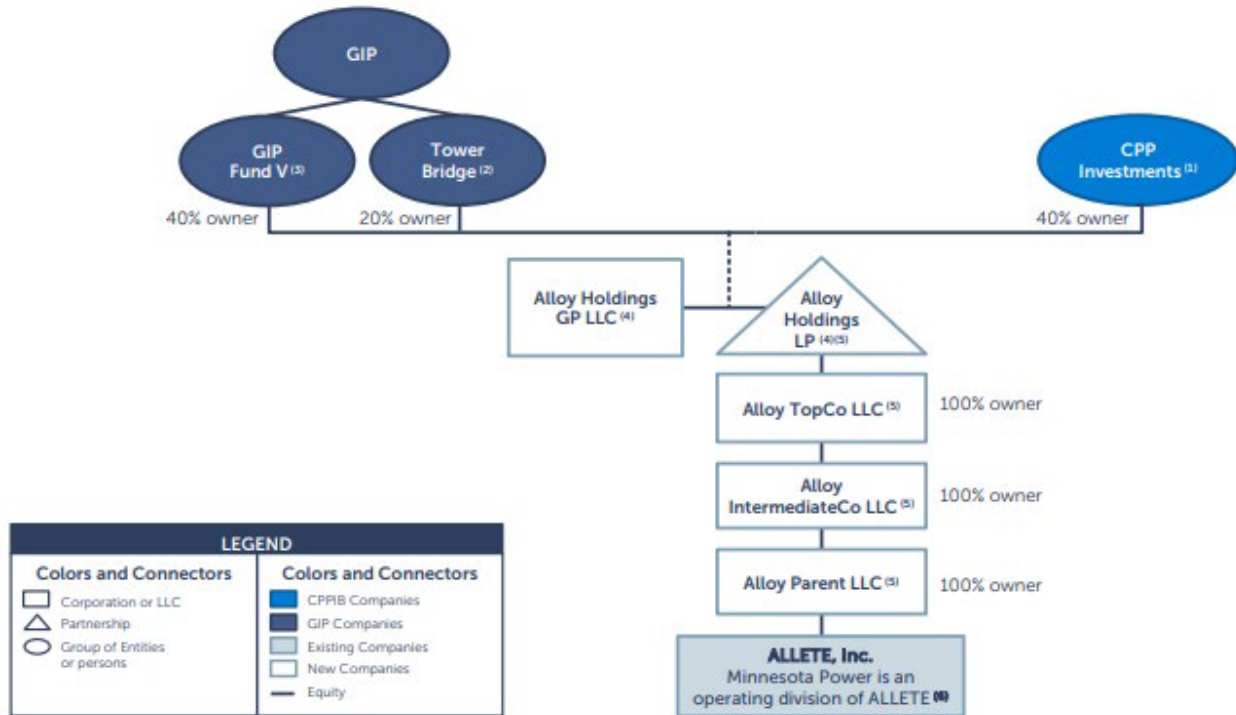 GIP
GIP
Fund V (3)
Tower
Bridge (2)
CPP
Investments (1)
40% owner
20% owner
40% owner
Alloy Holdings
GP LLC (4)
Alloy
Holdings
LP (4)(5)
Alloy TopCo LLC (5)
100% owner
Alloy
IntermediateCo LLC (5)
100% owner
Alloy Parent LLC (5)
100% owner
ALLETE, Inc.
Minnesota Power is an
operating division of ALLETE (6)
LEGEND
Colors and Connectors
Corporation or LLC
Partnership
Group of Entities
or persons
Colors and Connectors
CPPIB Companies
GIP Companies
Existing Companies
New Companies
Equity